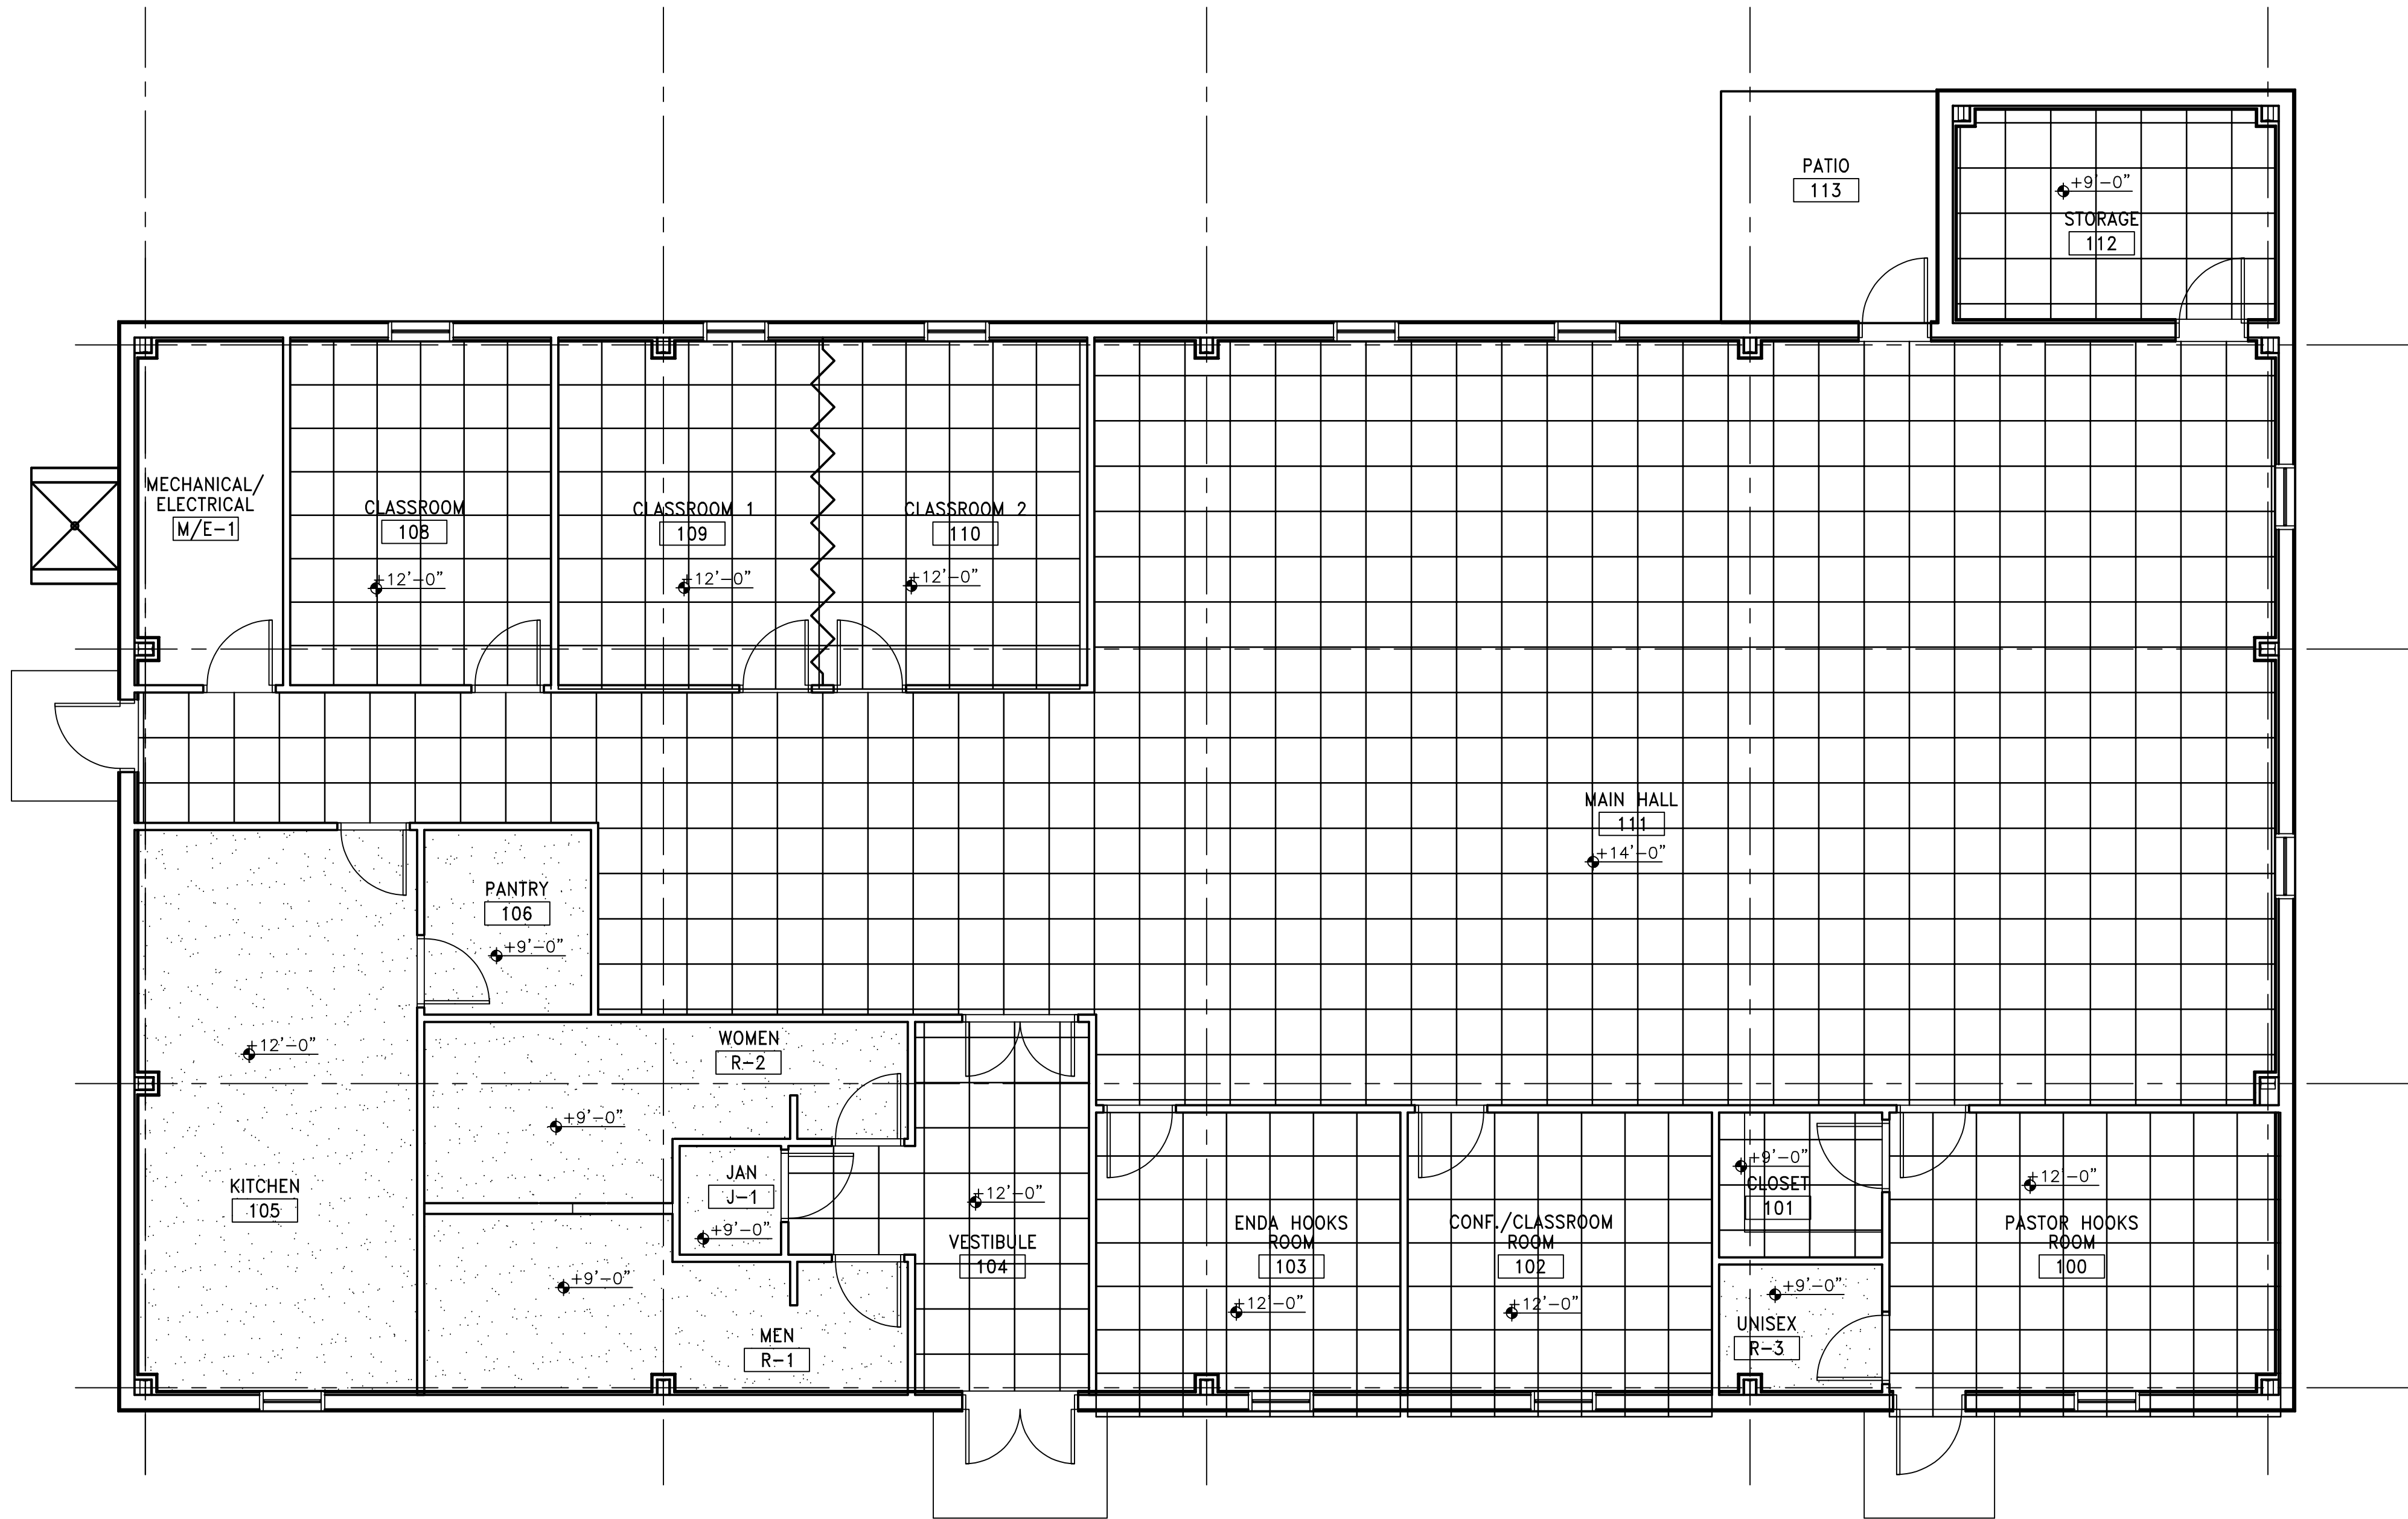 PATIO
113
+9'-0"
STORAGE
112
MECHANICAL/
ELECTRICAL
M/E-1
CLASSROOM
108
+12'-0"
CLASSROOM 1
109
+12'-0"
CLASSROOM 2
110
+12'-0"
MAIN HALL
111
+14'-0"
PANTRY
106
+9'-0"
+12'-0"
KITCHEN
105
WOMEN
R-2
+9'-0"
JAN
J-1
+9'-0"
+9'-0"
MEN
R-1
+12'-0"
VESTIBULE
104
ENDA HOOKS
ROOM
103
+12'-0"
CONF./CLASSROOM
ROOM
102
+12'-0"
+9'-0"
CLOSET
101
+9'-0"
UNISEX
R-3
+12'-0"
PASTOR HOOKS
ROOM
100